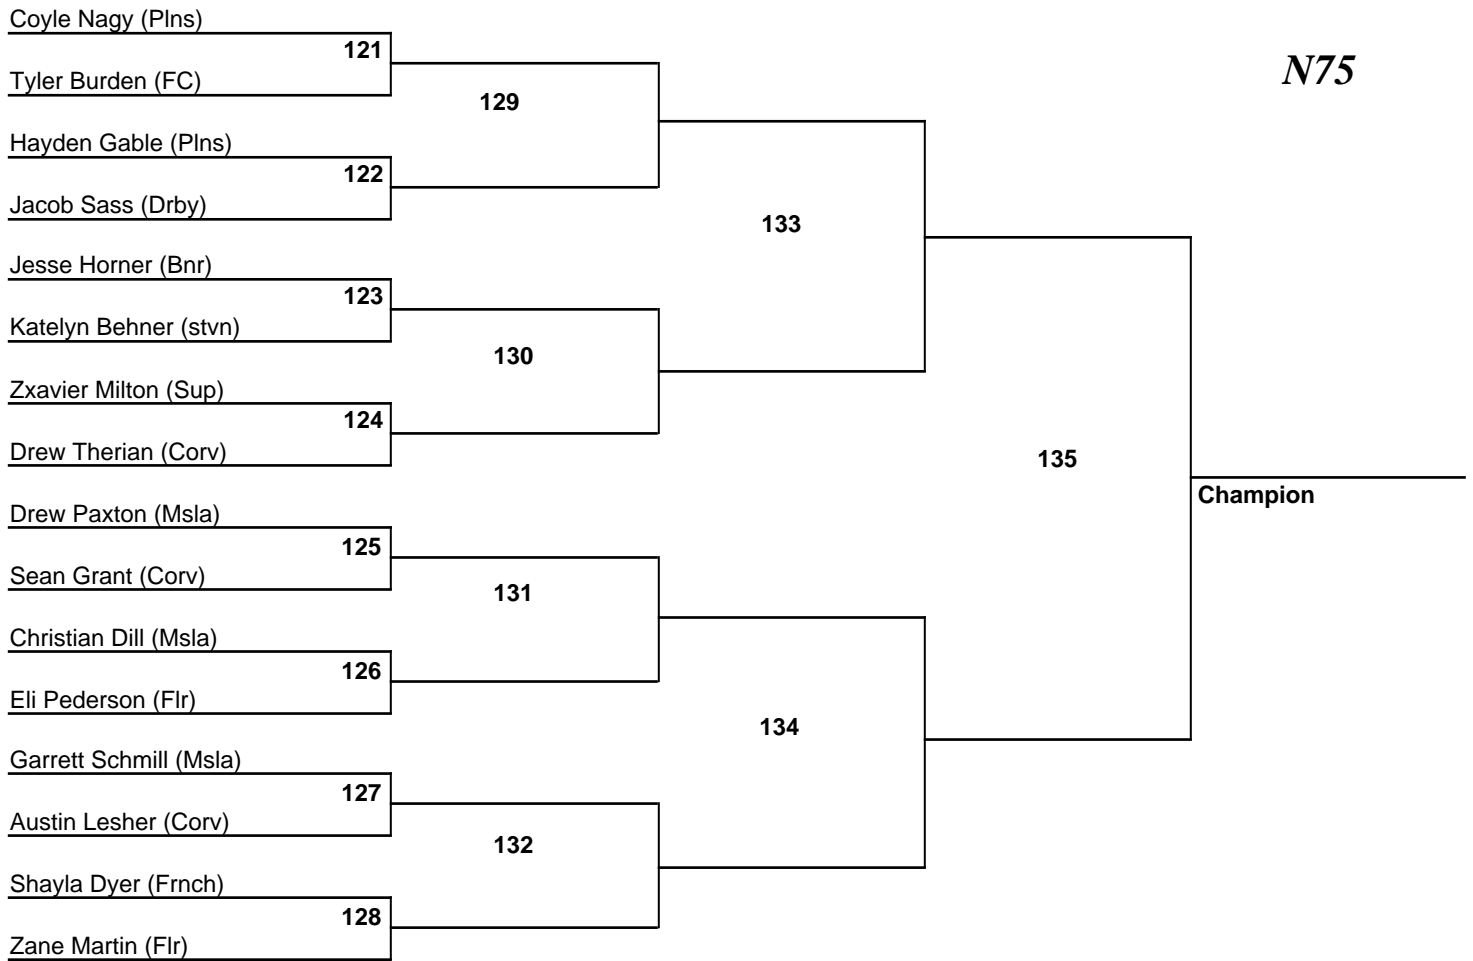 Coyle Nagy (Plns)
121
N75
Tyler Burden (FC)
129
Hayden Gable (Plns)
122
Jacob Sass (Drby)
133
Jesse Horner (Bnr)
123
Katelyn Behner (stvn)
130
Zxavier Milton (Sup)
124
Drew Therian (Corv)
135
Champion
Drew Paxton (Msla)
125
Sean Grant (Corv)
131
Christian Dill (Msla)
126
Eli Pederson (Flr)
134
Garrett Schmill (Msla)
127
Austin Lesher (Corv)
132
Shayla Dyer (Frnch)
128
Zane Martin (Flr)